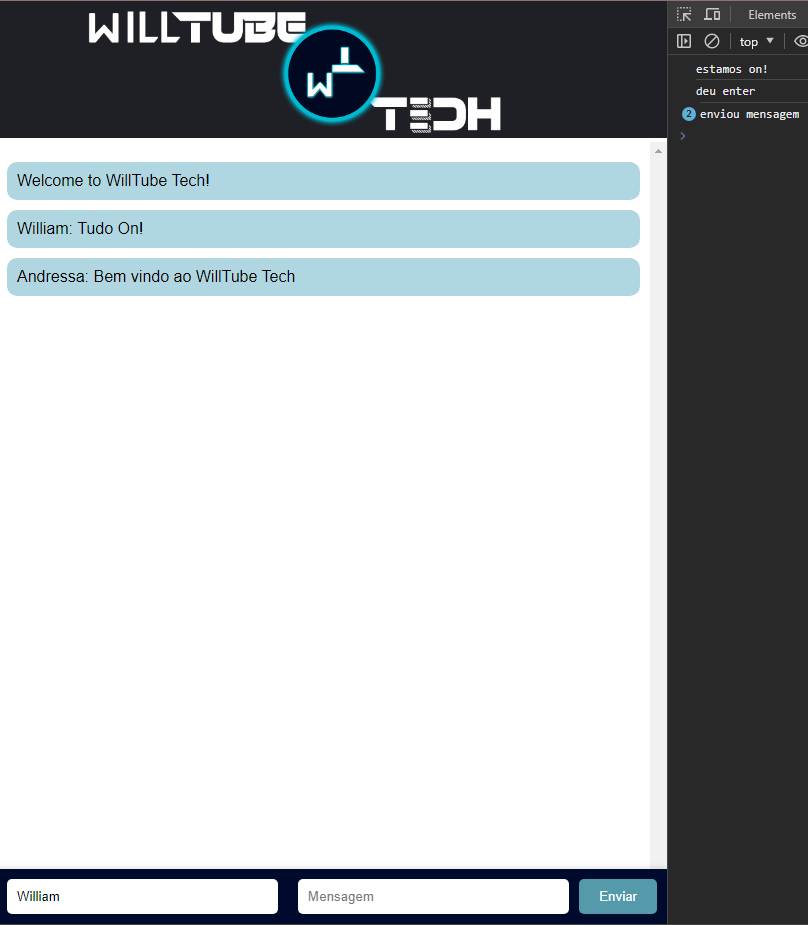 WILLTUBE
W
TECH
Welcome to WillTube Tech!
William: Tudo On!
Andressa: Bem vindo ao WillTube Tech
William
Mensagem
Enviar
Elements
top
estamos on!
deu enter
2 enviou mensagem